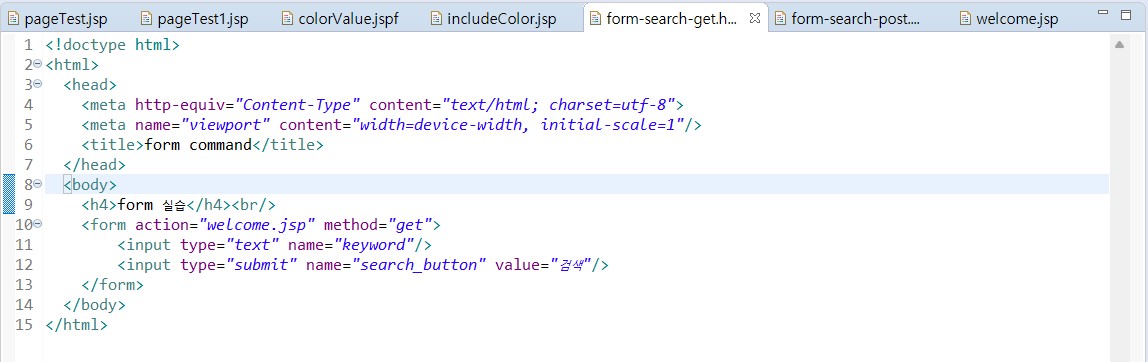 pageTest.jsp pageTest1.jsp colorValue.jspf includeColor.jsp form-search-get.h... form-search-post.... welcome.jsp
1 <!doctype html>
2 <html>
3 <head>
4 <meta http-equiv="Content-Type" content="text/html; charset=utf-8">
5 <meta name="viewport" content="width=device-width, initial-scale=1"/>
6 <title>form command</title>
7 </head>
8 <body>
9 <h4>form 실습</h4><br/>
10 <form action="welcome.jsp" method="get">
11 <input type="text" name="keyword"/>
12 <input type="submit" name="search_button" value="검색"/>
13 </form>
14 </body>
15 </html>